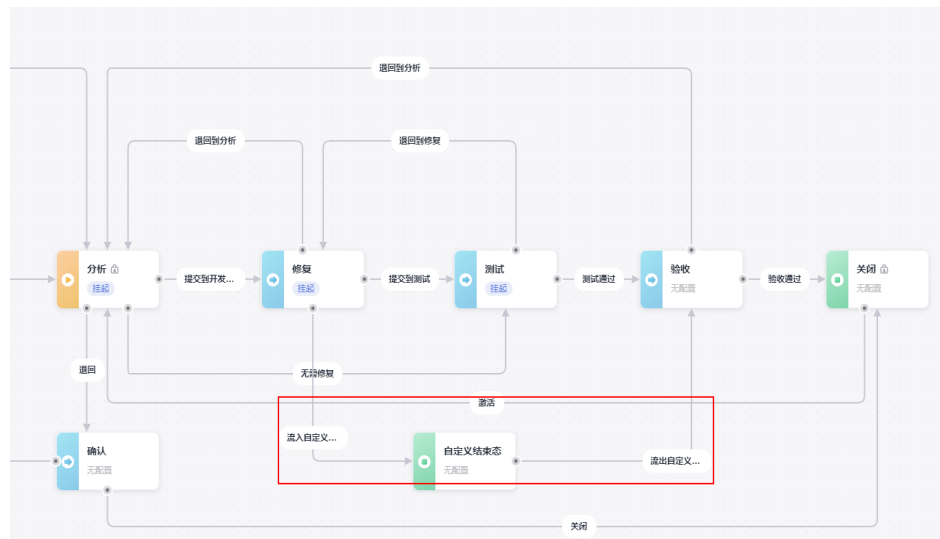 退回到分析
退回到分析
退回到修复
分析
挂起
提交到开发...
修复
挂起
提交到测试
测试
挂起
测试通过
验收
无配置
验收通过
关闭
无配置
退回
无需修复
激活
流入自定义...
确认
无配置
自定义结束态
无配置
流出自定义...
关闭